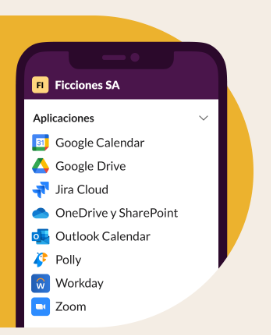 FI Ficciones SA
Aplicaciones
31 Google Calendar
Google Drive
Jira Cloud
OneDrive y SharePoint
Outlook Calendar
Polly
Workday
Zoom